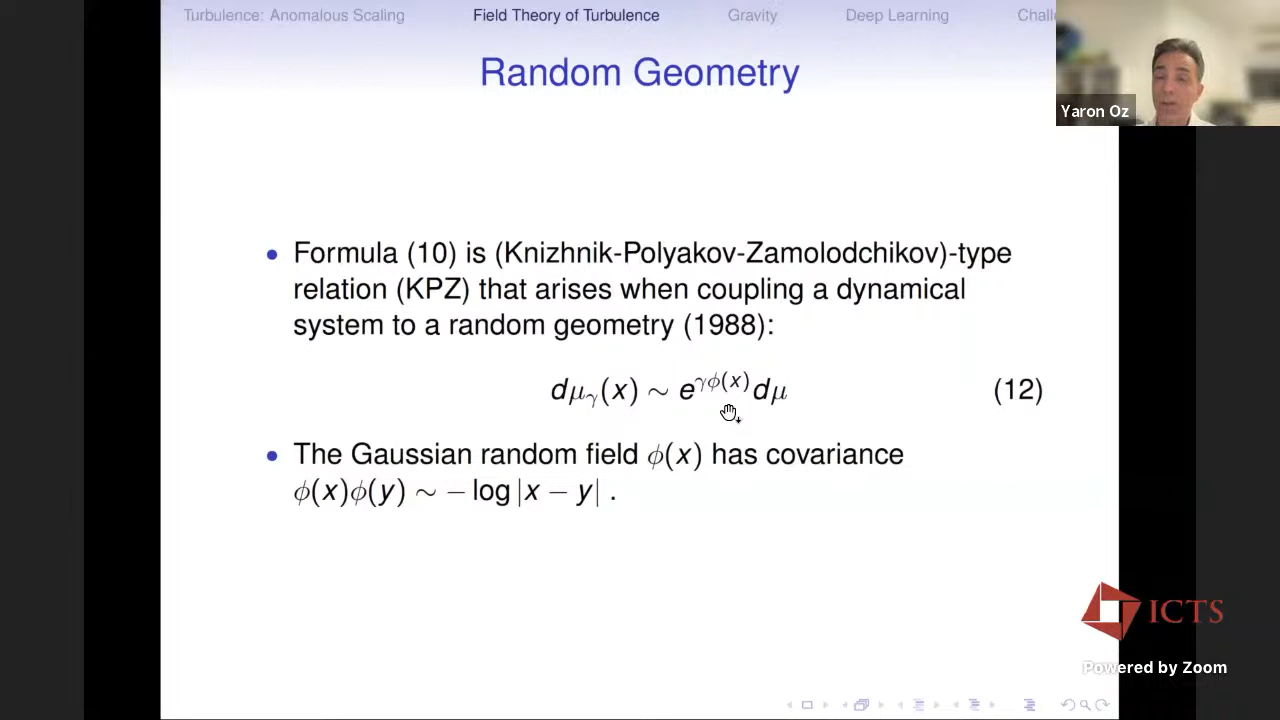 Turbulence: Anomalous Scaling Field Theory of Turbulence Gravity Deep Learning Chall
Random Geometry
Yaron Oz
• Formula (10) is (Knizhnik-Polyakov-Zamolodchikov)-type
relation (KPZ) that arises when coupling a dynamical
system to a random geometry (1988):
dμ_γ(x) ∼ e^{γϕ(x)}dμ (12)
• The Gaussian random field ϕ(x) has covariance
ϕ(x)ϕ(y) ∼ − log |x − y| .
ICTS
Powered by Zoom